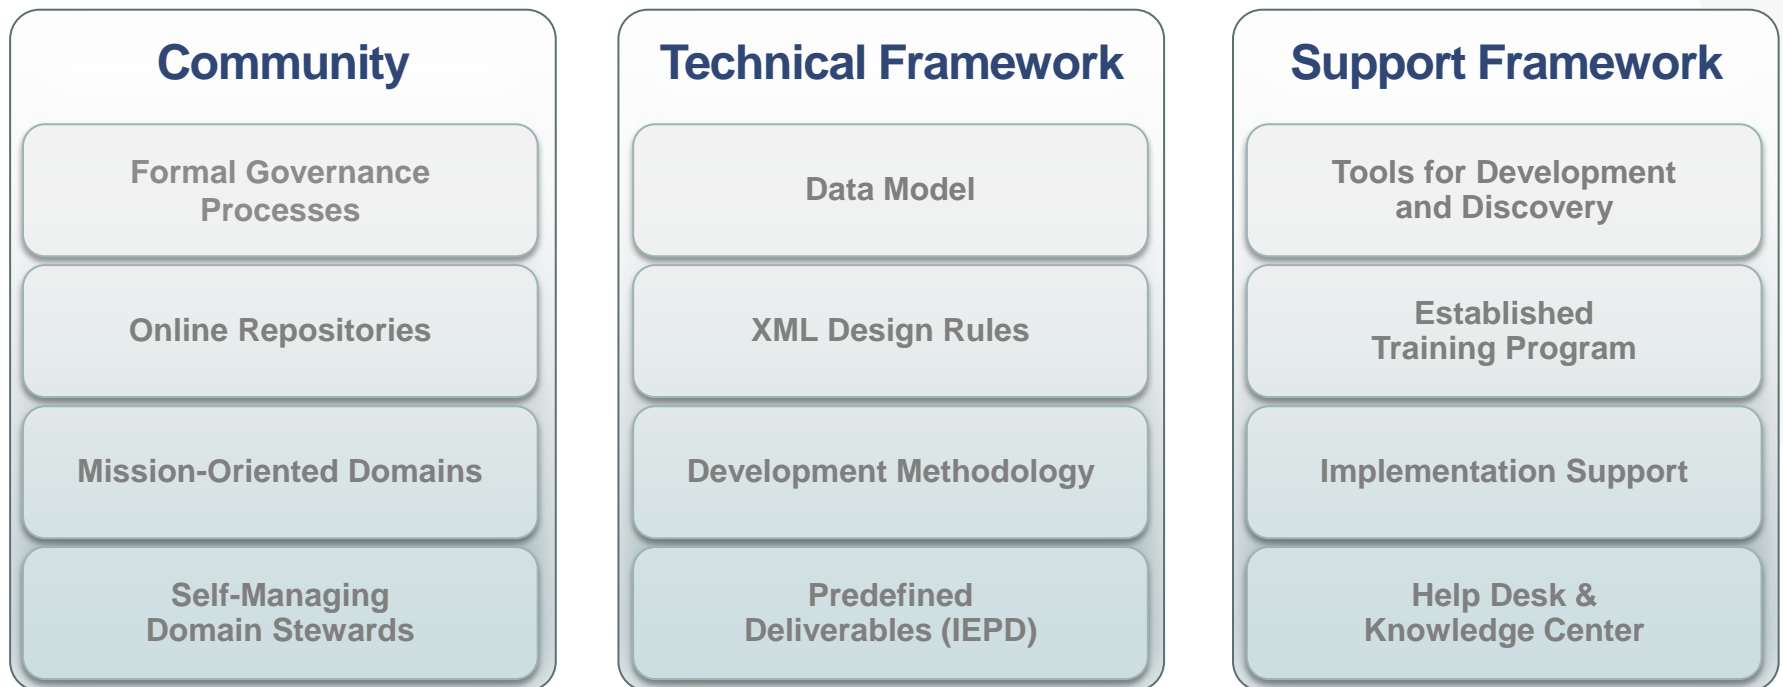 Community
Formal Governance
Processes
Online Repositories
Mission-Oriented Domains
Self-Managing
Domain Stewards
Technical Framework
Data Model
XML Design Rules
Development Methodology
Predefined
Deliverables (IEPD)
Support Framework
Tools for Development
and Discovery
Established
Training Program
Implementation Support
Help Desk &
Knowledge Center